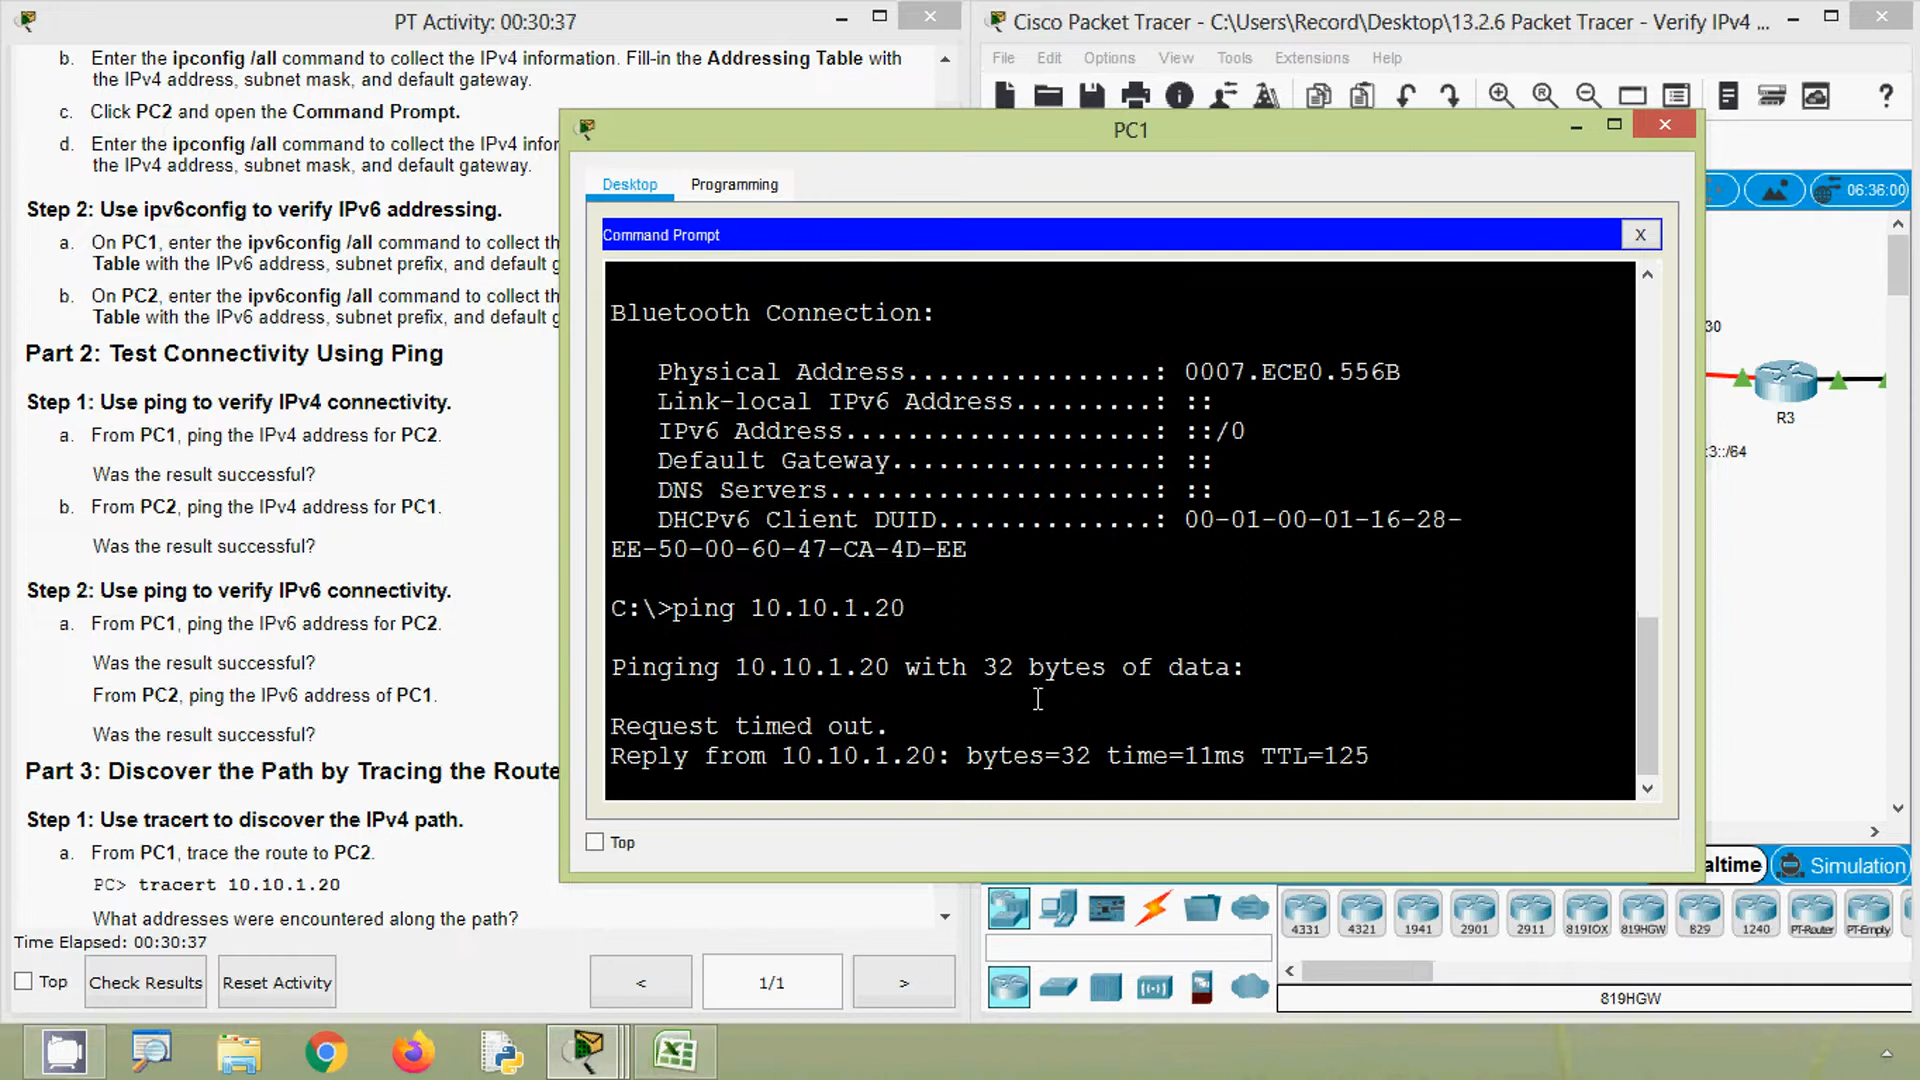 PT Activity: 00:30:37
b. Enter the ipconfig /all command to collect the IPv4 information. Fill-in the Addressing Table with
the IPv4 address, subnet mask, and default gateway.
c. Click PC2 and open the Command Prompt.
d. Enter the ipconfig /all command to collect the IPv4 infor
the IPv4 address, subnet mask, and default gateway.
Step 2: Use ipv6config to verify IPv6 addressing.
a. On PC1, enter the ipv6config /all command to collect th
Table with the IPv6 address, subnet prefix, and default g
b. On PC2, enter the ipv6config /all command to collect the
Table with the IPv6 address, subnet prefix, and default g
Part 2: Test Connectivity Using Ping
Step 1: Use ping to verify IPv4 connectivity.
a. From PC1, ping the IPv4 address for PC2.
Was the result successful?
b. From PC2, ping the IPv4 address for PC1.
Was the result successful?
Step 2: Use ping to verify IPv6 connectivity.
a. From PC1, ping the IPv6 address for PC2.
Was the result successful?
From PC2, ping the IPv6 address of PC1.
Was the result successful?
Part 3: Discover the Path by Tracing the Route
Step 1: Use tracert to discover the IPv4 path.
a. From PC1, trace the route to PC2.
PC> tracert 10.10.1.20
What addresses were encountered along the path?
Time Elapsed: 00:30:37
Top
Check Results
Reset Activity
<
1/1
>
Cisco Packet Tracer - C:\Users\Record\Desktop\13.2.6 Packet Tracer - Verify IPv4 ...
File Edit Options View Tools Extensions Help
PC1
Desktop Programming
Command Prompt
X
Bluetooth Connection:
Physical Address................: 0007.ECE0.556B
Link-local IPv6 Address.........: ::
IPv6 Address....................: ::/0
Default Gateway.................: ::
DNS Servers.....................: ::
DHCPv6 Client DUID..............: 00-01-00-01-16-28-
EE-50-00-60-47-CA-4D-EE
C:\>ping 10.10.1.20
Pinging 10.10.1.20 with 32 bytes of data:
Request timed out.
Reply from 10.10.1.20: bytes=32 time=11ms TTL=125
Top
06:36:00
30
R3
:3::/64
altime
Simulation
4331 4321 1941 2901 2911 819IOX 819HGW 829 1240 PT-Router PT-Empty
819HGW